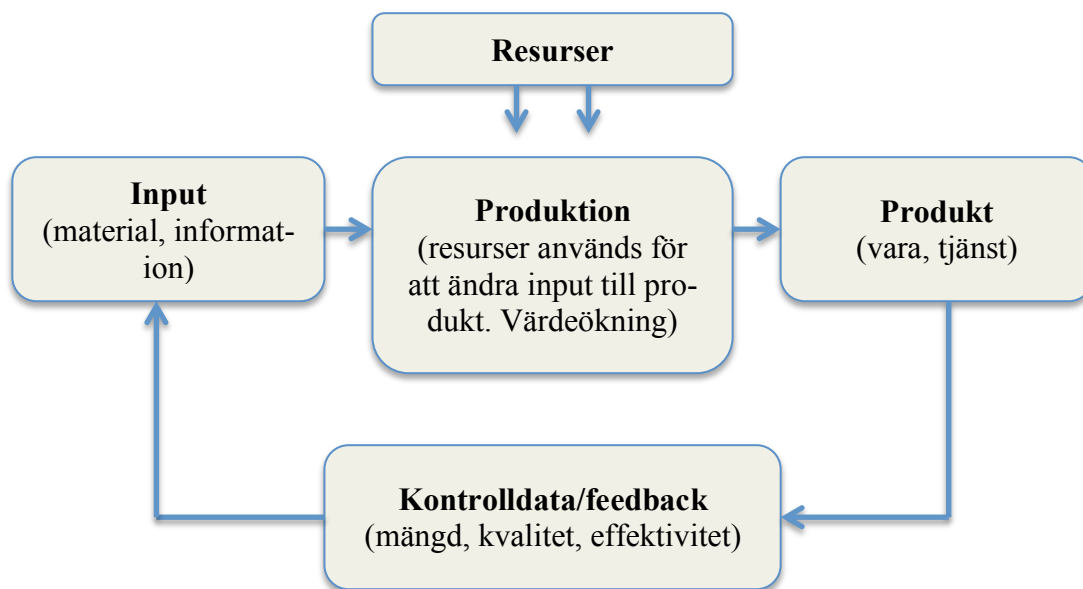 Resurser
Input
(material, informat-
ion)
Produktion
(resurser används för
att ändra input till pro-
dukt. Värdeökning)
Produkt
(vara, tjänst)
Kontrolldata/feedback
(mängd, kvalitet, effektivitet)